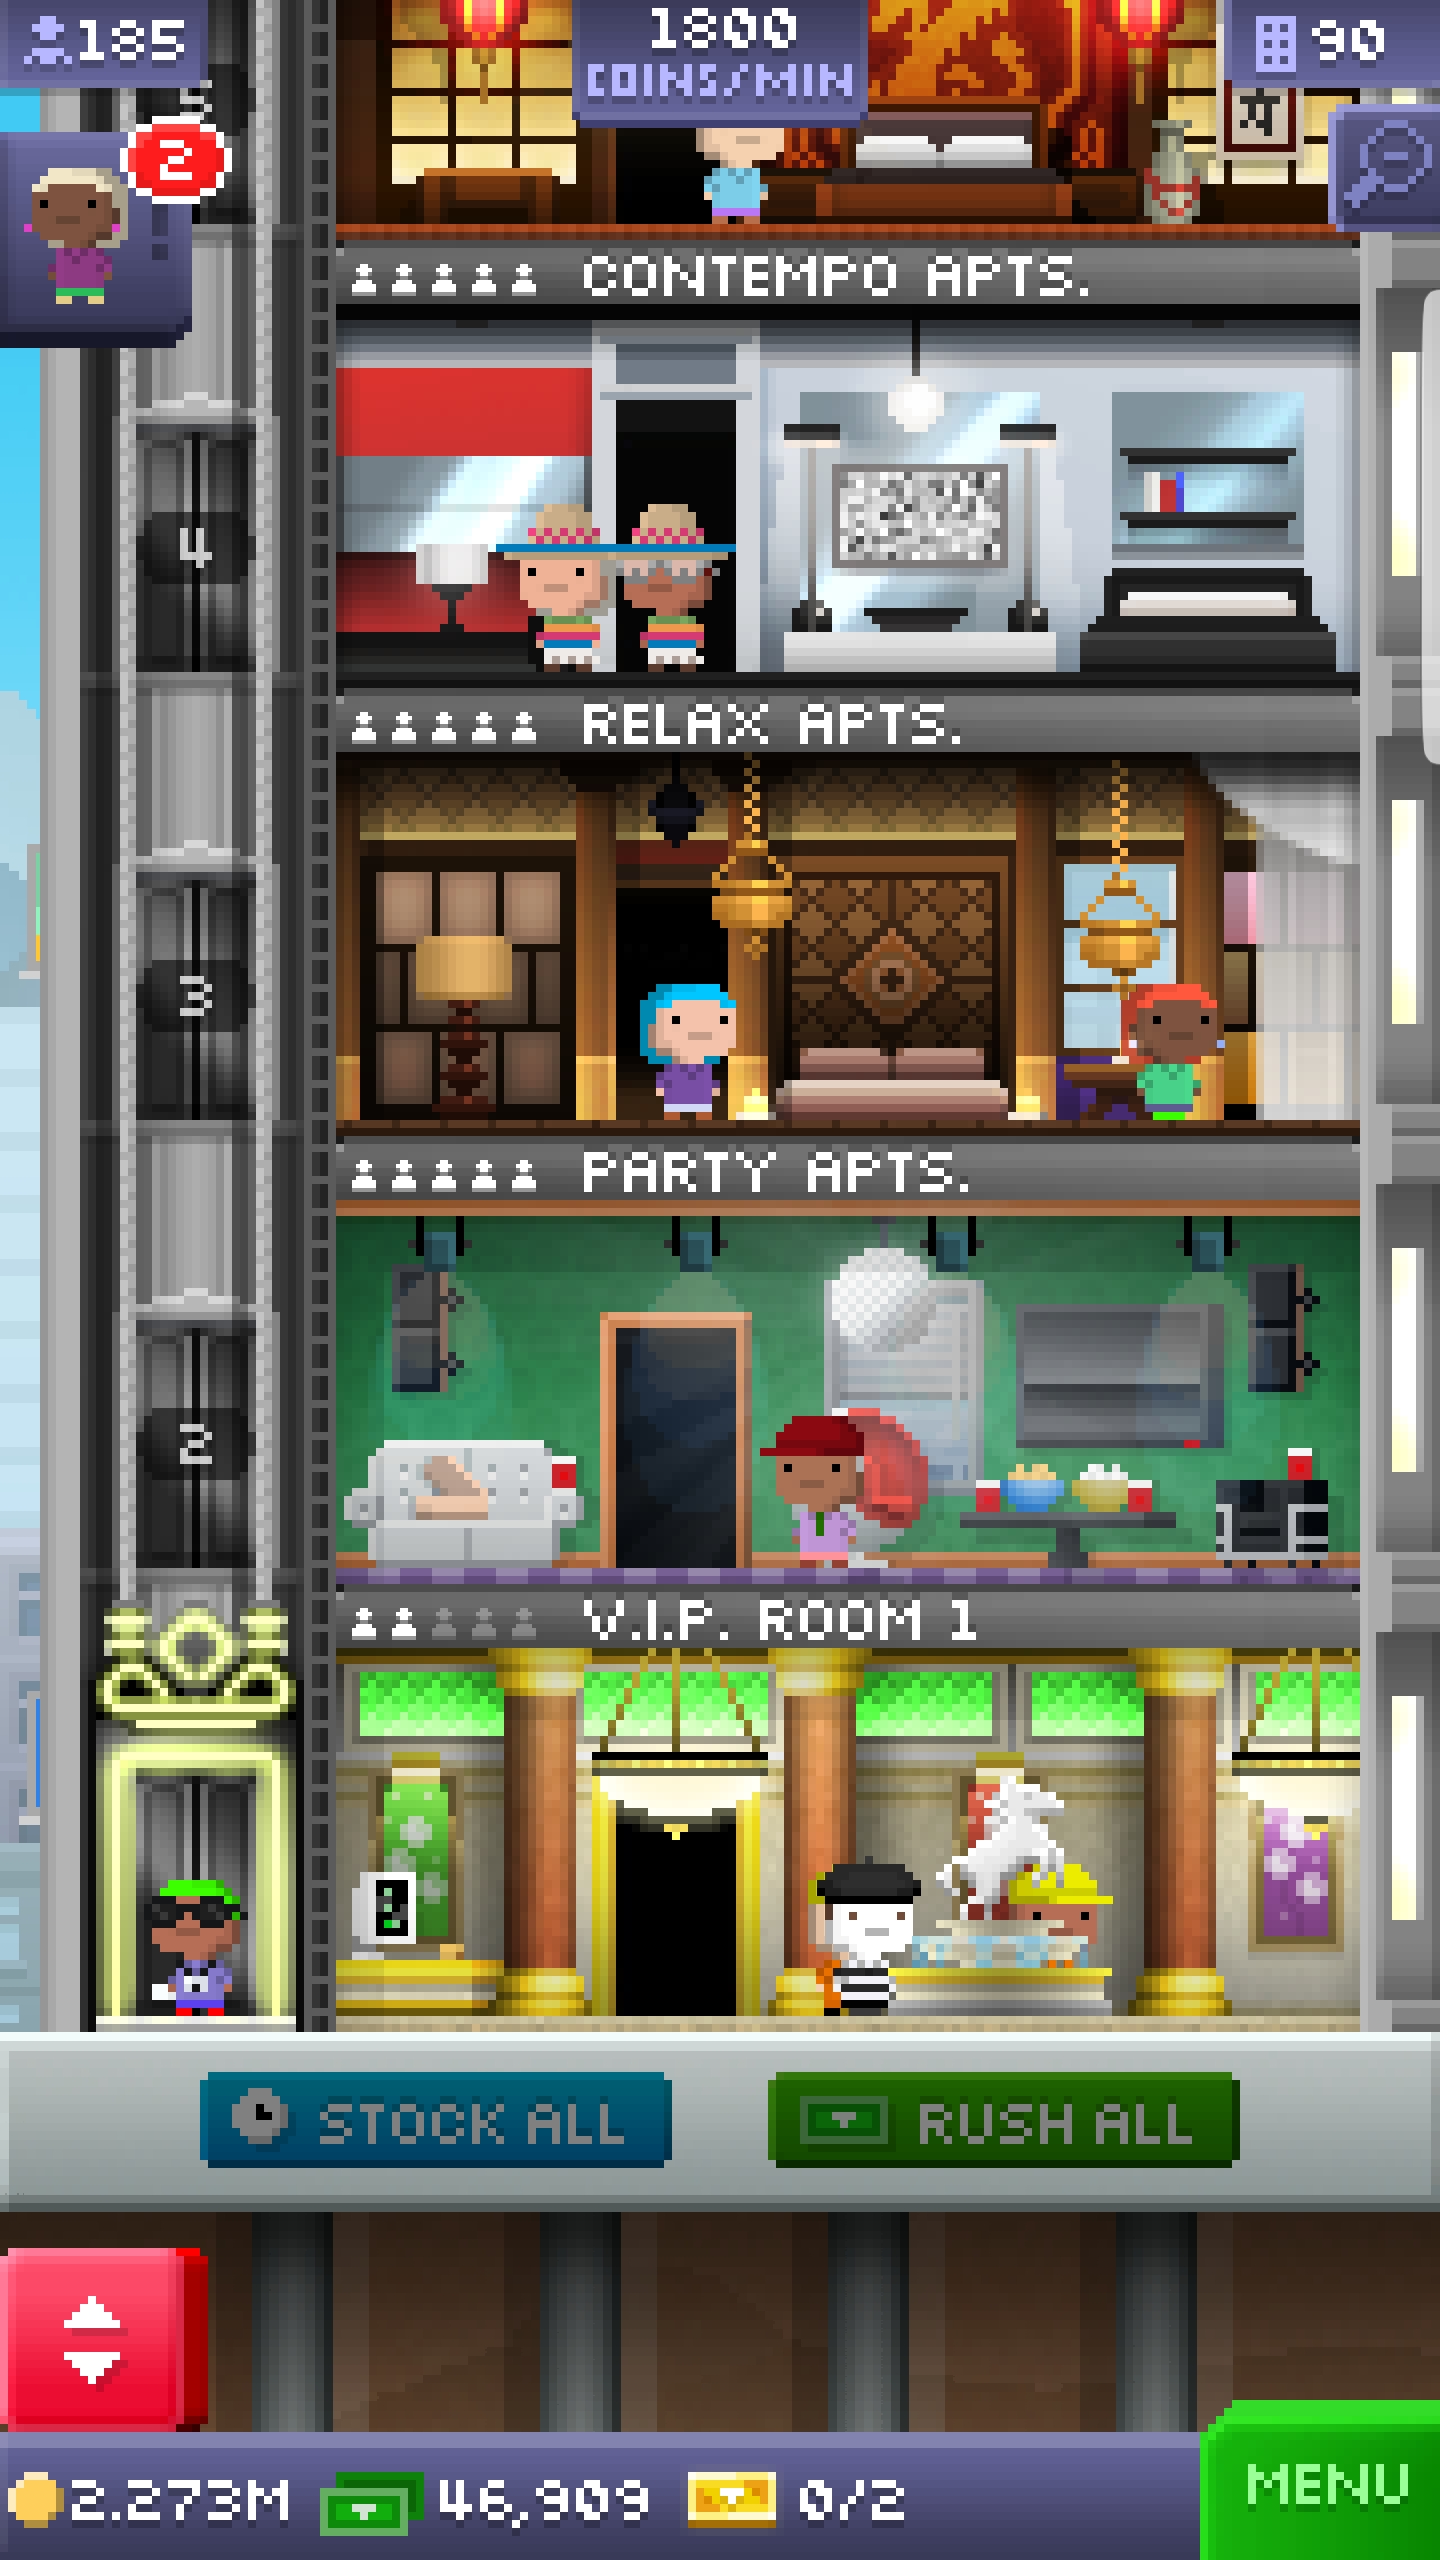 185
1800
COINS/MIN
90
5
2
CONTEMPO APTS.
4
RELAX APTS.
3
PARTY APTS.
2
V.I.P. ROOM 1
STOCK ALL
RUSH ALL
2.273M
46,909
0/2
MENU